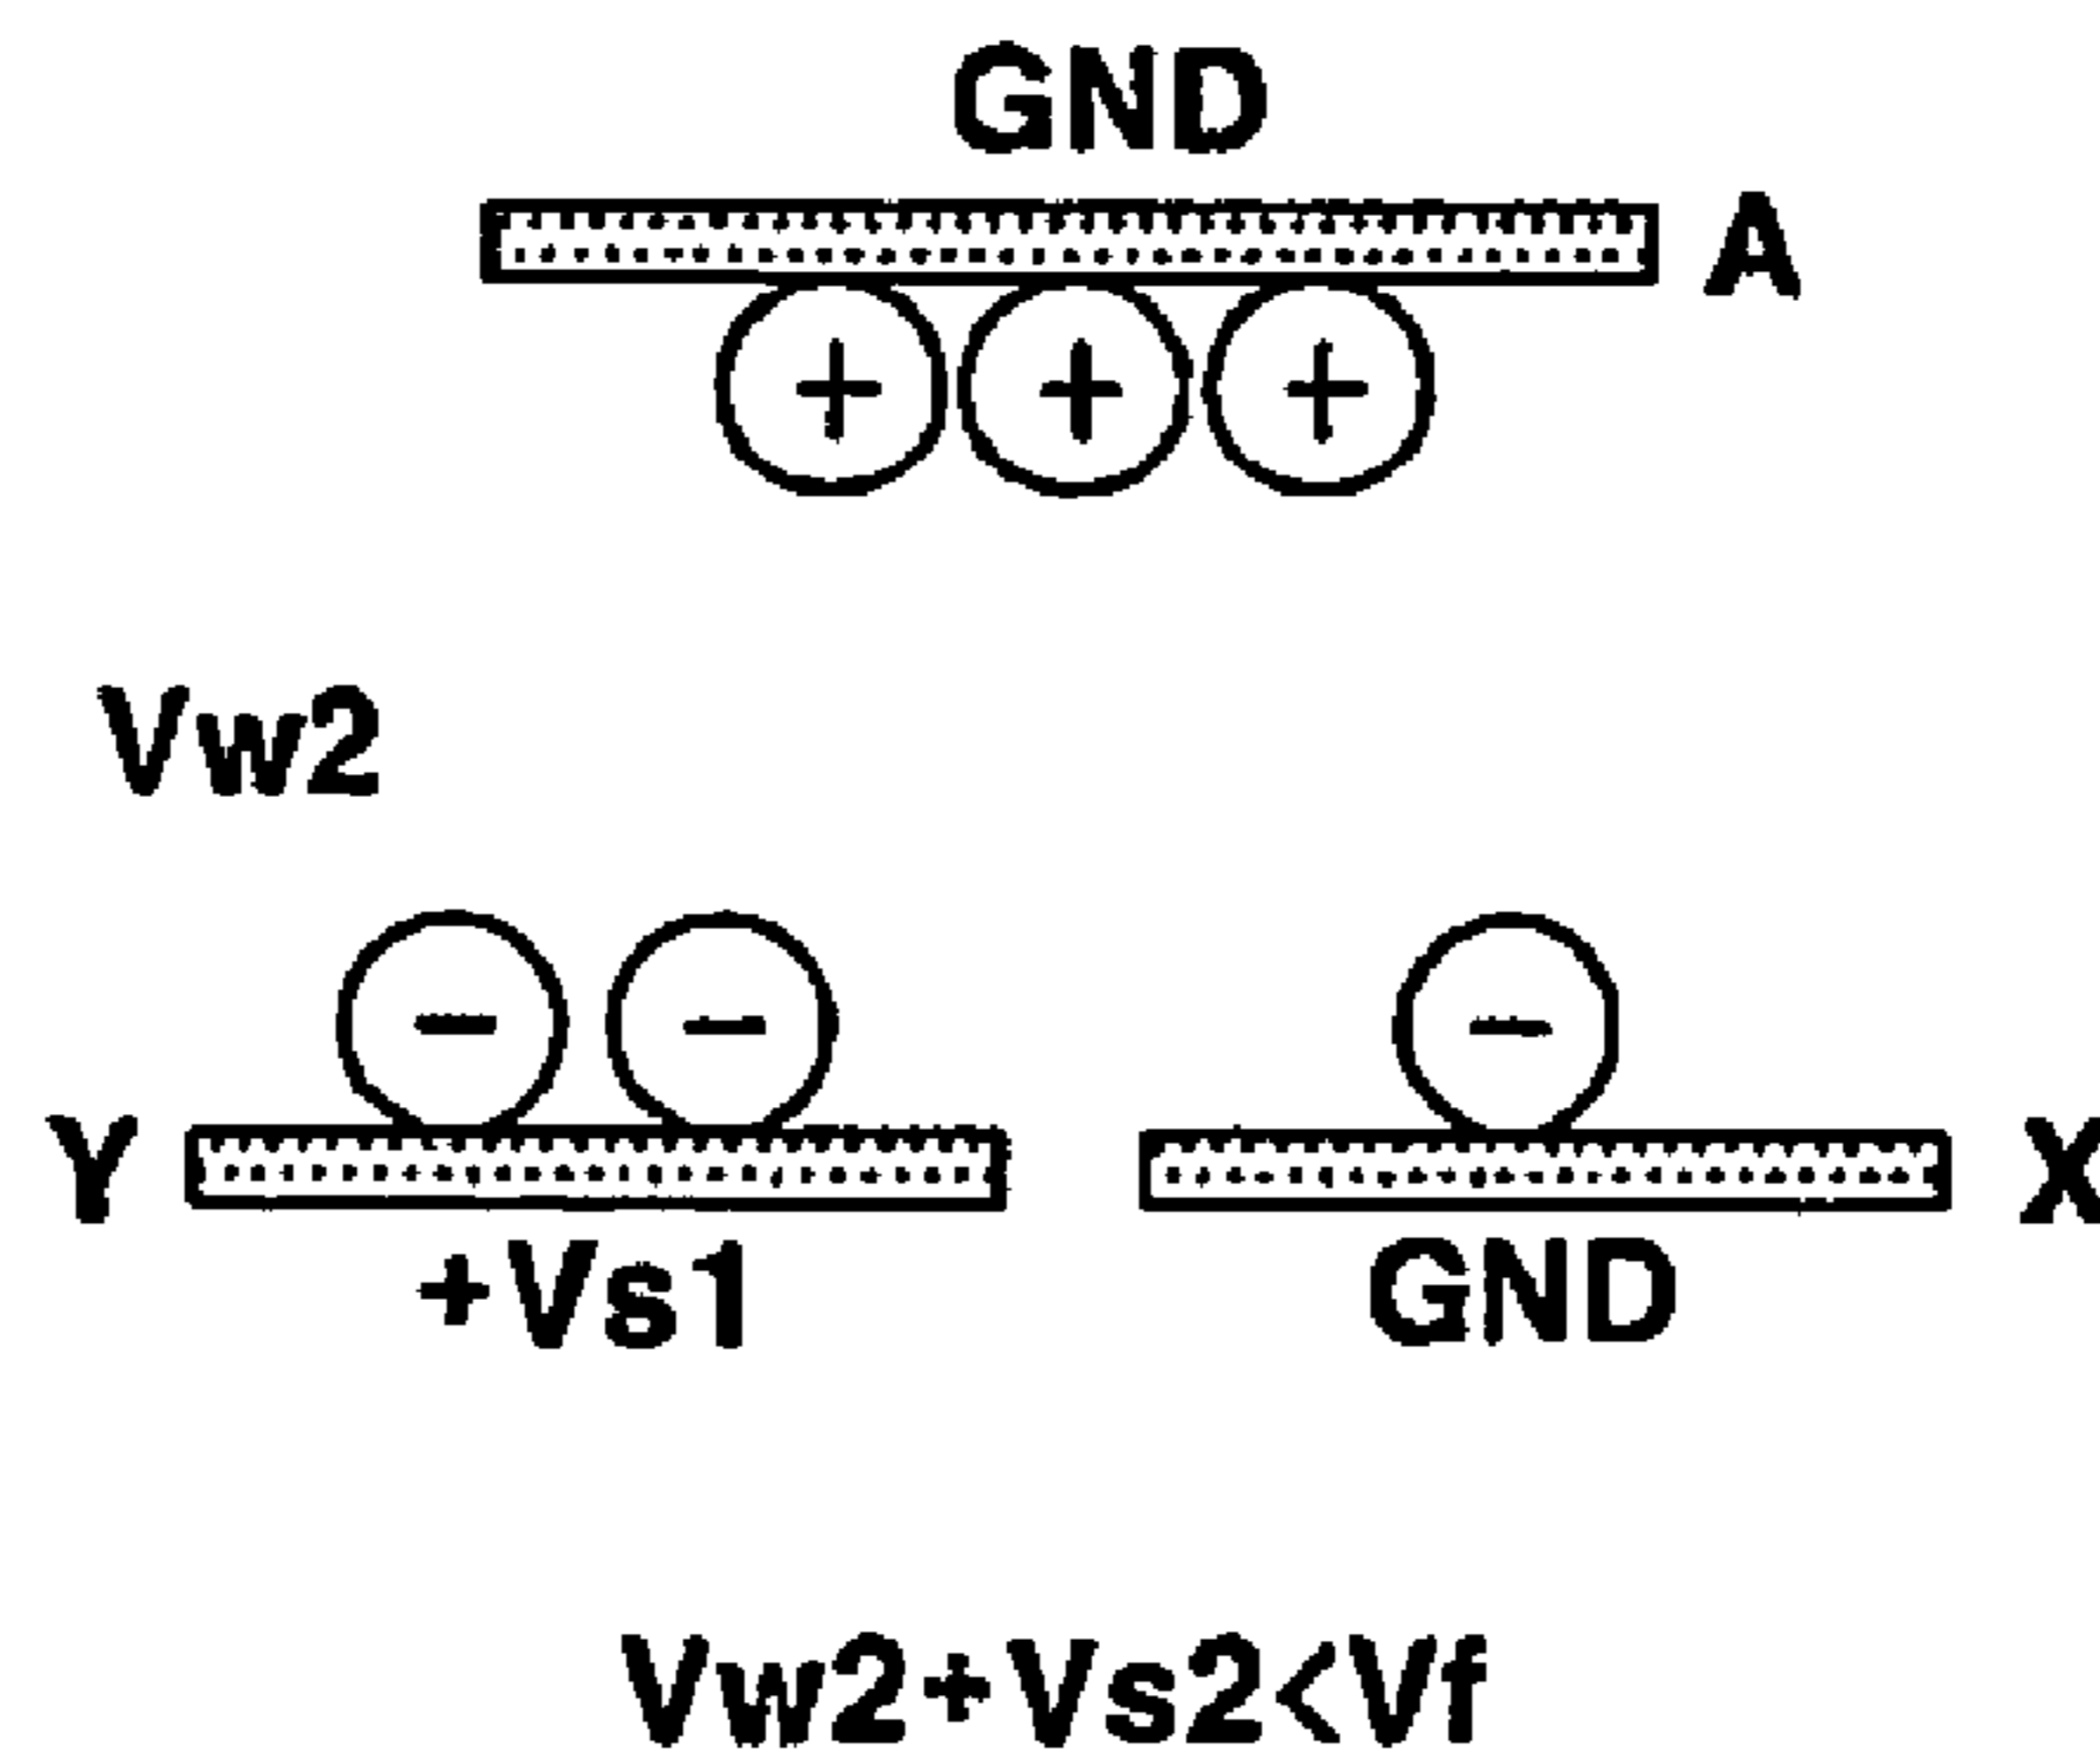 GND
A
+ + +
Vw2
- - -
Y X
+Vs1 GND
Vw2+Vs2<Vf